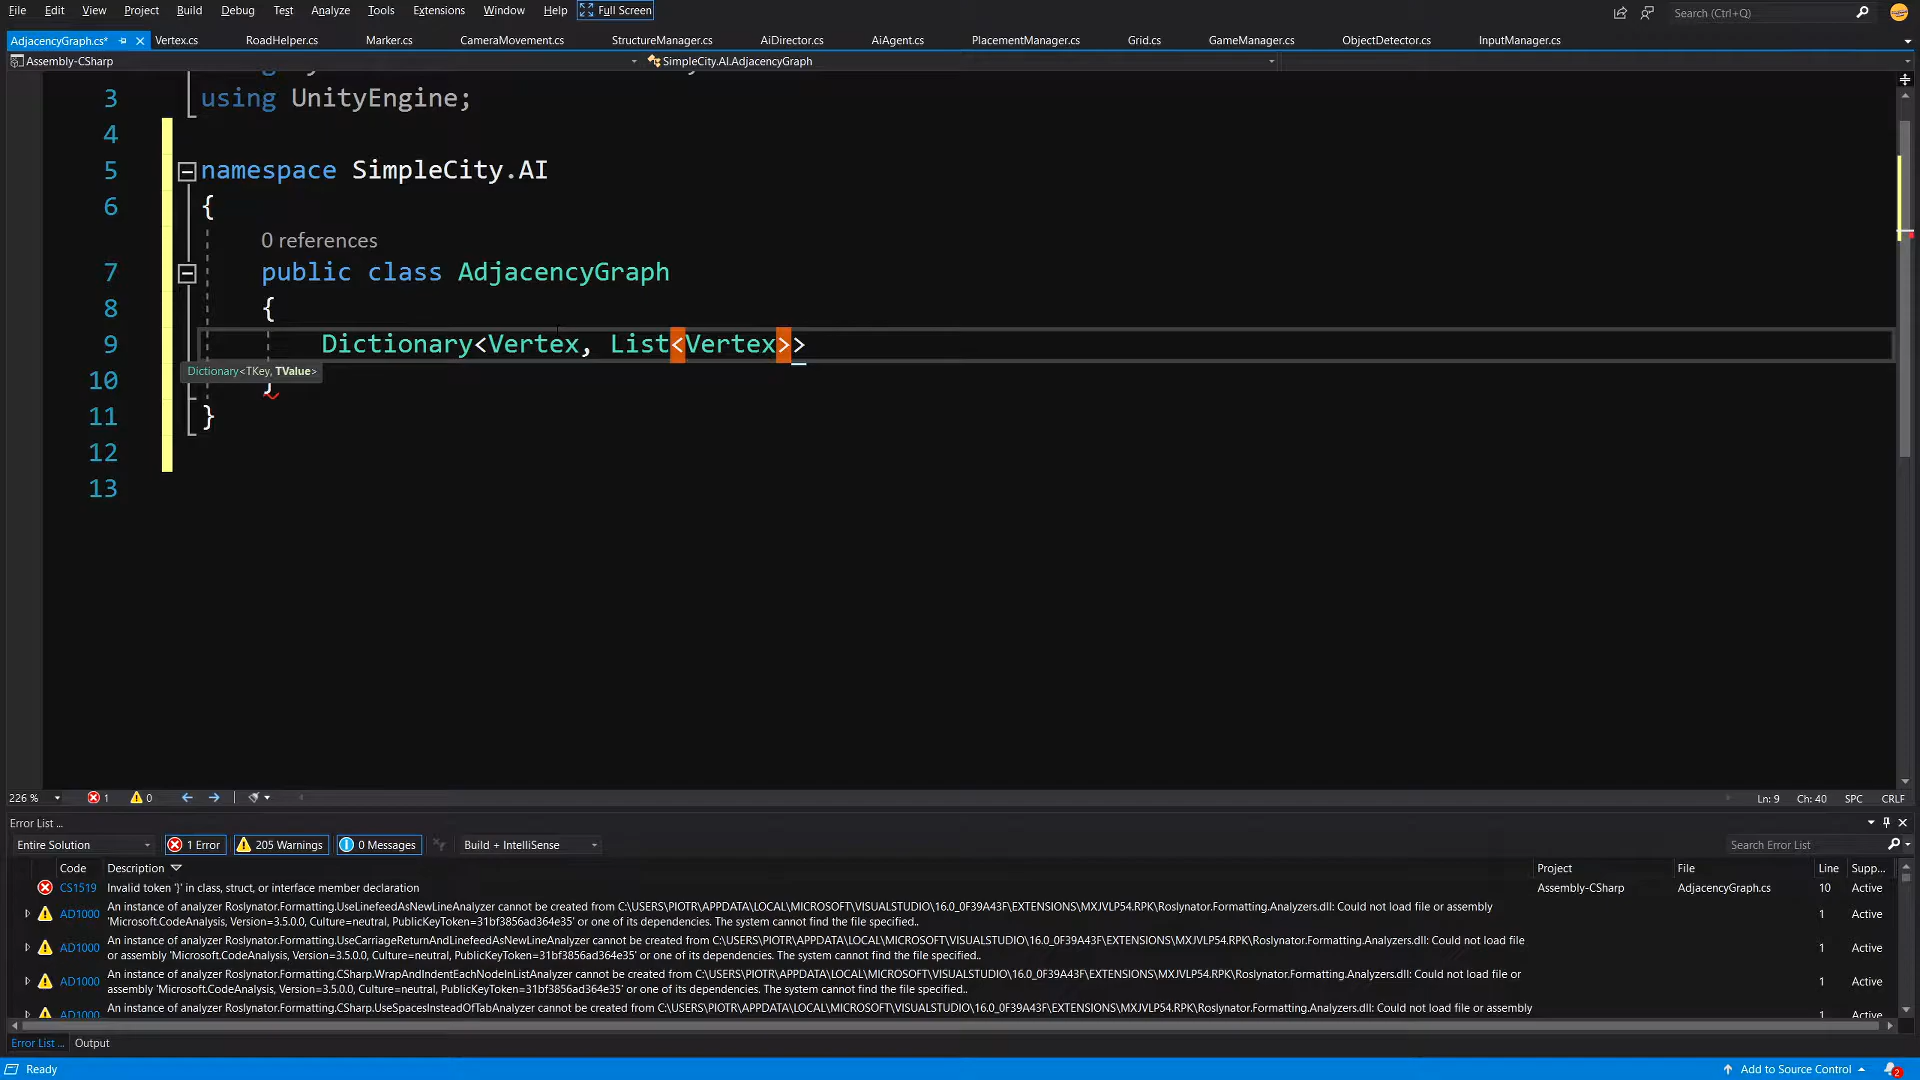 File Edit View Project Build Debug Test Analyze Tools Extensions Window Help Full Screen Search (Ctrl+Q)
AdjacencyGraph.cs* Vertex.cs RoadHelper.cs Marker.cs CameraMovement.cs StructureManager.cs AiDirector.cs AiAgent.cs PlacementManager.cs Grid.cs GameManager.cs ObjectDetector.cs InputManager.cs
Assembly-CSharp SimpleCity.AI.AdjacencyGraph
3 using UnityEngine;
4
5 namespace SimpleCity.AI
6 {
0 references
7 public class AdjacencyGraph
8 {
9 Dictionary<Vertex, List<Vertex>>
Dictionary<TKey, TValue>
10 }
11 }
12
13
226 % 1 0 Ln: 9 Ch: 40 SPC CRLF
Error List ...
Entire Solution 1 Error 205 Warnings 0 Messages Build + IntelliSense Search Error List
Code Description Project File Line Supp...
CS1519 Invalid token '}' in class, struct, or interface member declaration Assembly-CSharp AdjacencyGraph.cs 10 Active
AD1000 An instance of analyzer Roslynator.Formatting.UseLinefeedAsNewLineAnalyzer cannot be created from C:\USERS\PIOTR\APPDATA\LOCAL\MICROSOFT\VISUALSTUDIO\16.0_0F39A43F\EXTENSIONS\MXJVLP54.RPK\Roslynator.Formatting.Analyzers.dll: Could not load file or assembly
'Microsoft.CodeAnalysis, Version=3.5.0.0, Culture=neutral, PublicKeyToken=31bf3856ad364e35' or one of its dependencies. The system cannot find the file specified.. 1 Active
AD1000 An instance of analyzer Roslynator.Formatting.UseCarriageReturnAndLinefeedAsNewLineAnalyzer cannot be created from C:\USERS\PIOTR\APPDATA\LOCAL\MICROSOFT\VISUALSTUDIO\16.0_0F39A43F\EXTENSIONS\MXJVLP54.RPK\Roslynator.Formatting.Analyzers.dll: Could not load file
or assembly 'Microsoft.CodeAnalysis, Version=3.5.0.0, Culture=neutral, PublicKeyToken=31bf3856ad364e35' or one of its dependencies. The system cannot find the file specified.. 1 Active
AD1000 An instance of analyzer Roslynator.Formatting.CSharp.WrapAndIndentEachNodeInListAnalyzer cannot be created from C:\USERS\PIOTR\APPDATA\LOCAL\MICROSOFT\VISUALSTUDIO\16.0_0F39A43F\EXTENSIONS\MXJVLP54.RPK\Roslynator.Formatting.Analyzers.dll: Could not load file or
assembly 'Microsoft.CodeAnalysis, Version=3.5.0.0, Culture=neutral, PublicKeyToken=31bf3856ad364e35' or one of its dependencies. The system cannot find the file specified.. 1 Active
AD1000 An instance of analyzer Roslynator.Formatting.CSharp.UseSpacesInsteadOfTabAnalyzer cannot be created from C:\USERS\PIOTR\APPDATA\LOCAL\MICROSOFT\VISUALSTUDIO\16.0_0F39A43F\EXTENSIONS\MXJVLP54.RPK\Roslynator.Formatting.Analyzers.dll: Could not load file or assembly 1 Active
Error List ... Output
Ready Add to Source Control 2